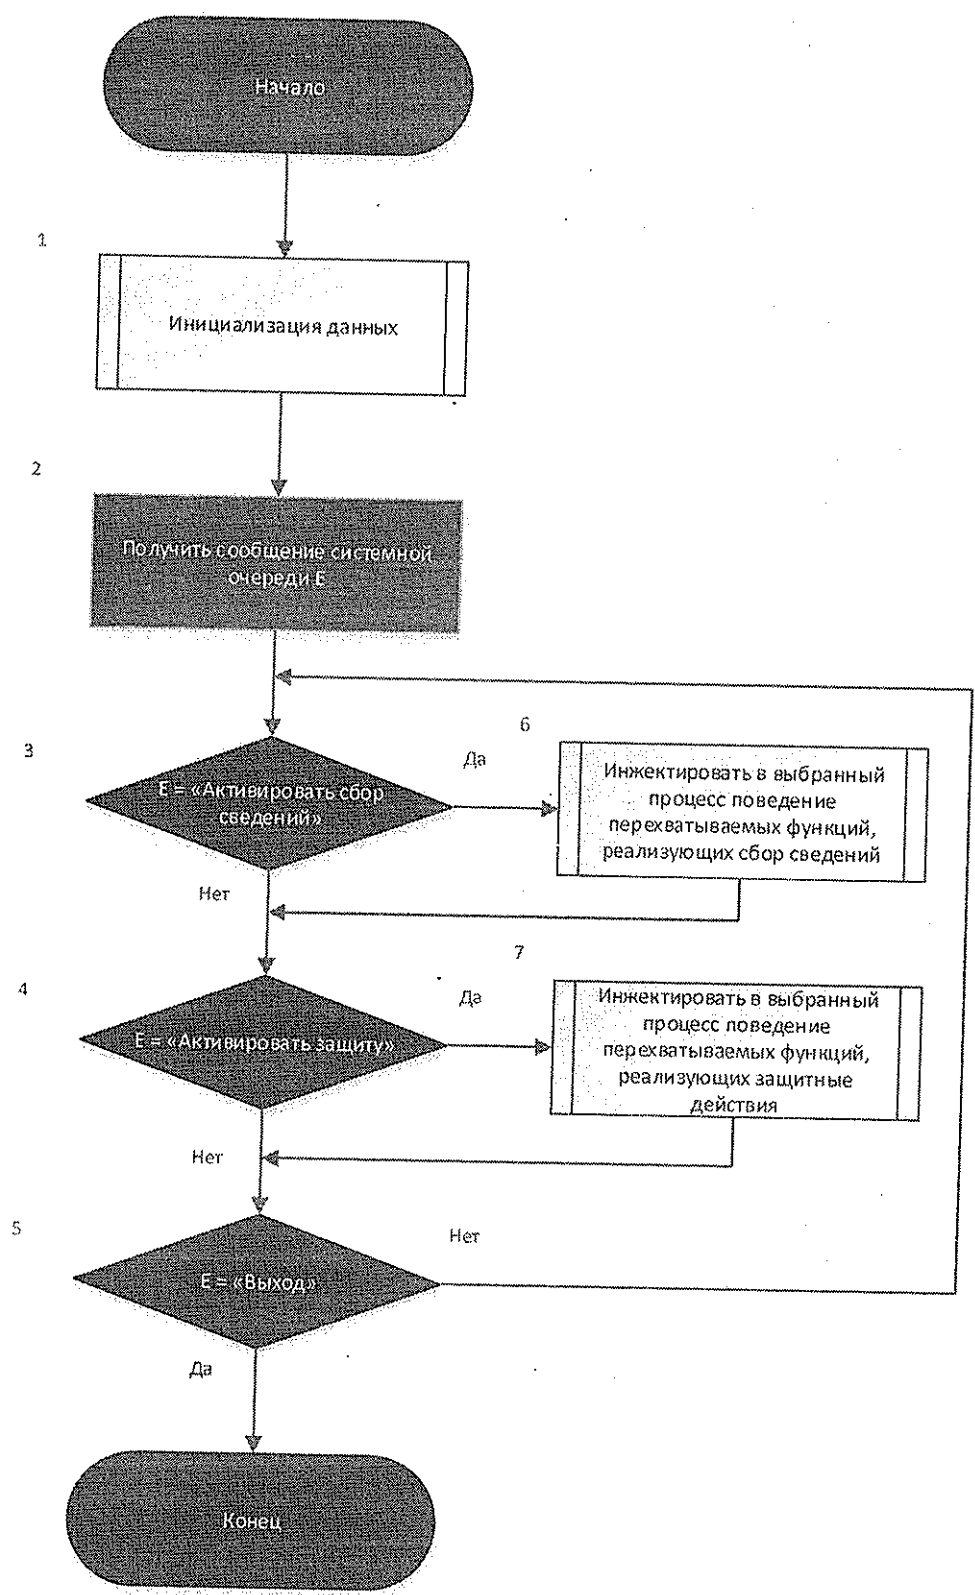 Начало
1
Инициализация данных
2
Получить сообщение системной
очереди E
3
E = «Активировать сбор
сведений»
Да
6
Инжектировать в выбранный
процесс поведение
перехватываемых функций,
реализующих сбор сведений
Нет
4
E = «Активировать защиту»
Да
7
Инжектировать в выбранный
процесс поведение
перехватываемых функций,
реализующих защитные
действия
Нет
5
E = «Выход»
Нет
Да
Конец